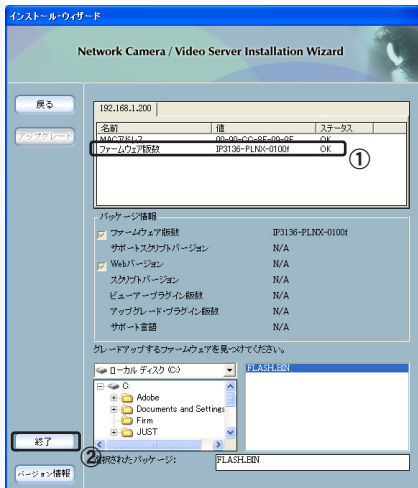 インストール・ウィザード
Network Camera / Video Server Installation Wizard
戻る
アップグレード
192.168.1.200
名前 値 ステータス
MACアドレス 00-90-CC-8F-09-9F OK
ファームウェア版数 IP3136-PLNX-0100f OK
①
パッケージ情報
ファームウェア版数 IP3136-PLNX-0100f
サポートスクリプトバージョン N/A
Webバージョン N/A
スクリプトバージョン N/A
ビューアープラグイン版数 N/A
アップグレード・プラグイン版数 N/A
サポート言語 N/A
グレードアップするファームウェアを見つけてください。
ローカル ディスク (C:)
FLASH.BIN
C:
Adobe
Documents and Settings
Firm
JUST
終了
②
選択されたパッケージ: FLASH.BIN
バージョン情報